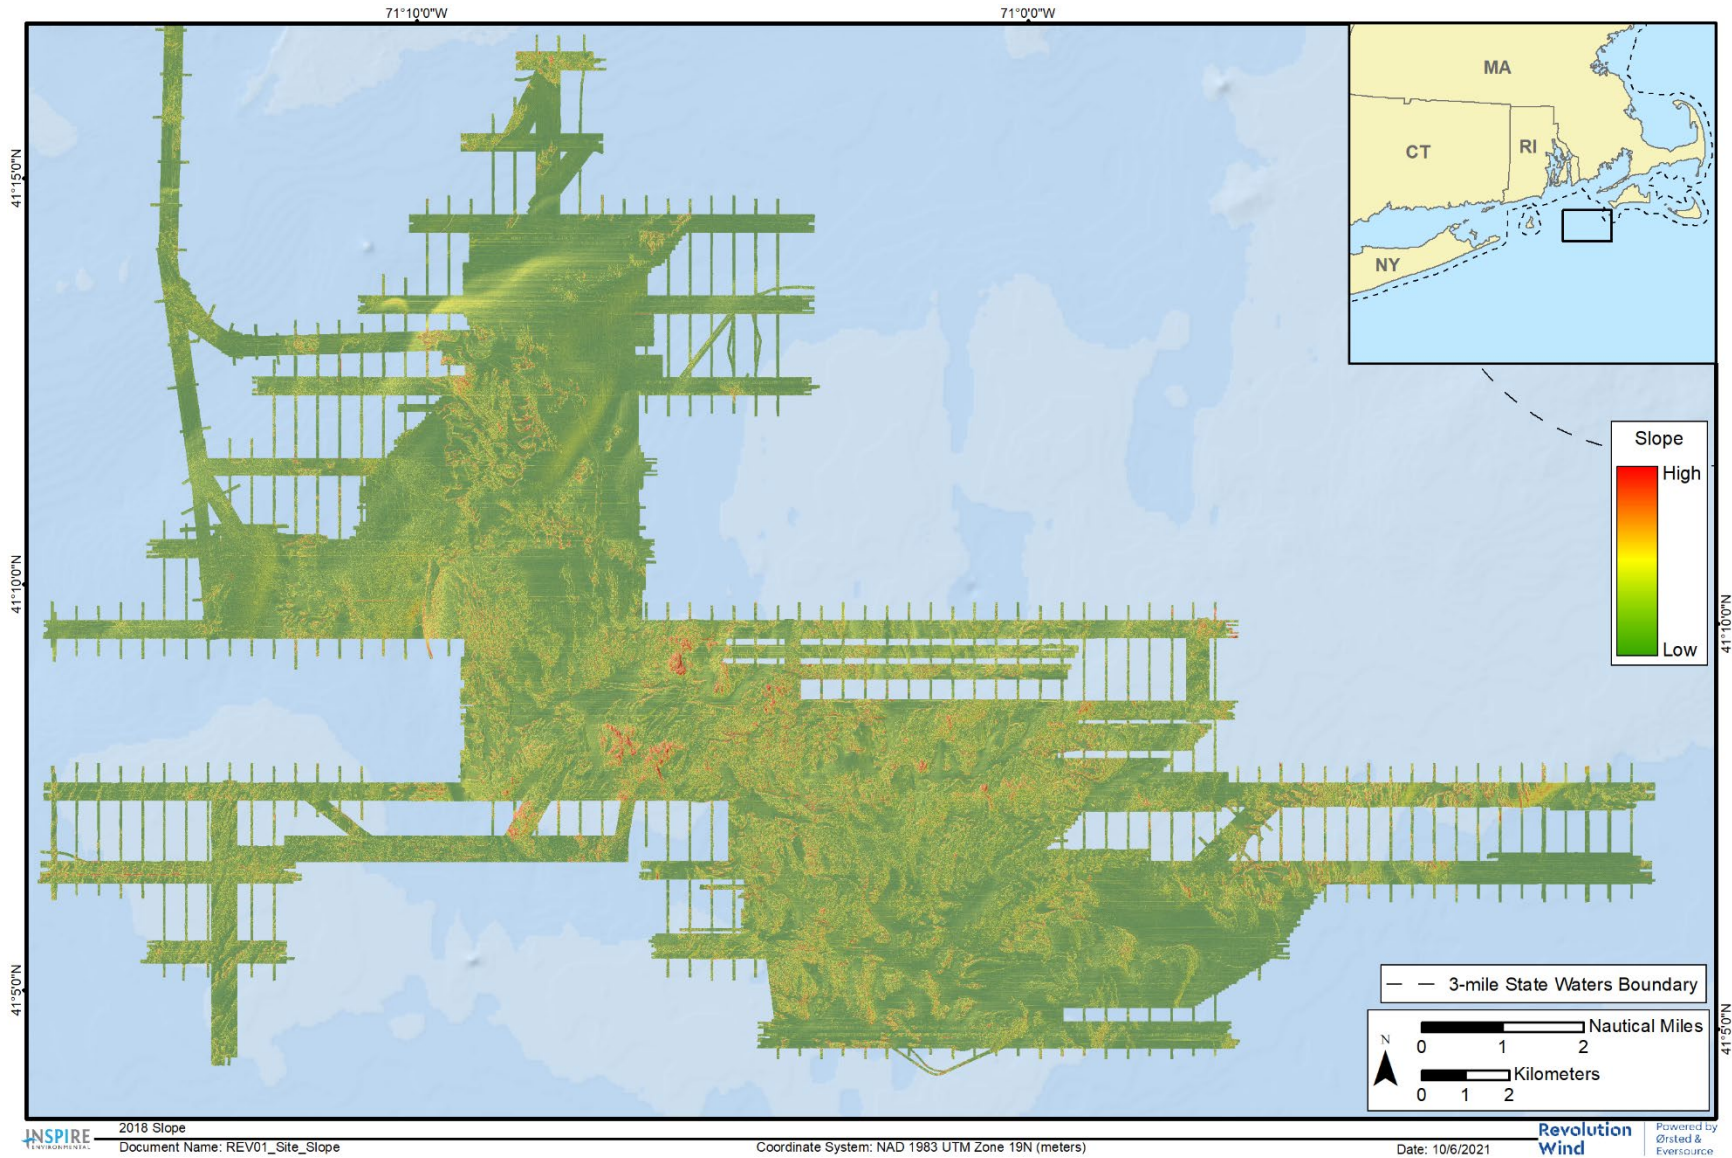 71°10'0"W
71°0'0"W
MA
CT
RI
NY
41°15'0"N
41°10'0"N
41°5'0"N
41°10'0"N
41°5'0"N
Slope
High
Low
3-mile State Waters Boundary
N
Nautical Miles
0 1 2
Kilometers
0 1 2
INSPIRE
ENVIRONMENTAL
2018 Slope
Document Name: REV01_Site_Slope
Coordinate System: NAD 1983 UTM Zone 19N (meters)
Date: 10/6/2021
Revolution
Wind
Powered by
Ørsted &
Eversource